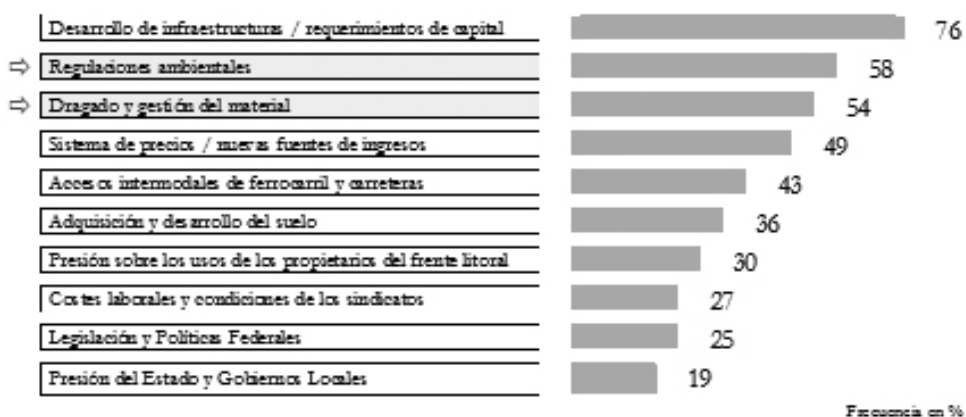 Desarrollo de infraestructuras / requerimientos de capital 76
⇨ Regulaciones ambientales 58
⇨ Dragado y gestión del material 54
Sistema de precios / nuevas fuentes de ingresos 49
Accesos intermodales de ferrocarril y carreteras 43
Adquisición y desarrollo del suelo 36
Presión sobre los usos de los propietarios del frente litoral 30
Costes laborales y condiciones de los sindicatos 27
Legislación y Políticas Federales 25
Presión del Estado y Gobiernos Locales 19
Frecuencia en %